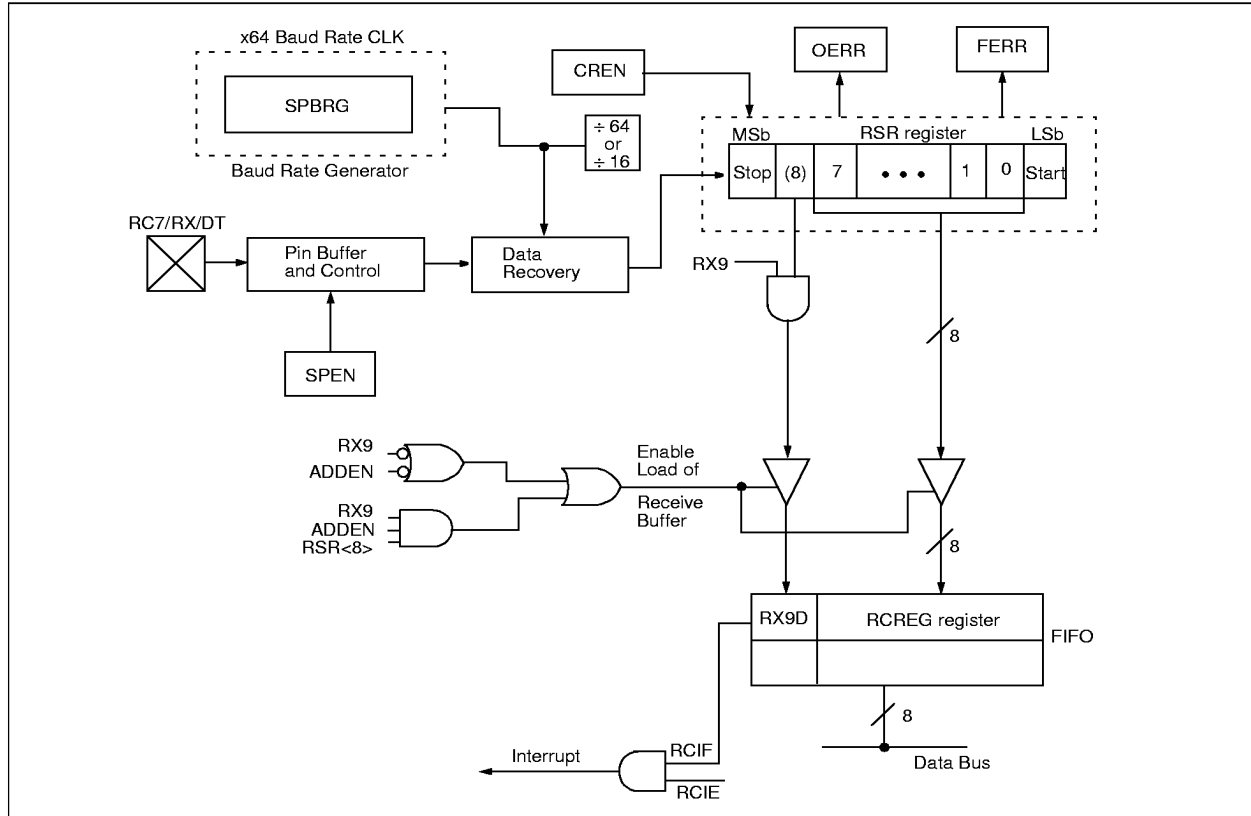 x64 Baud Rate CLK
SPBRG
Baud Rate Generator
CREN
OERR
FERR
÷ 64
or
÷ 16
MSb
RSR register
LSb
Stop
(8)
7
• • •
1
0
Start
RC7/RX/DT
Pin Buffer
and Control
Data
Recovery
SPEN
RX9
8
RX9
ADDEN
RX9
ADDEN
RSR<8>
Enable
Load of
Receive
Buffer
8
RX9D
RCREG register
FIFO
8
Data Bus
Interrupt
RCIF
RCIE